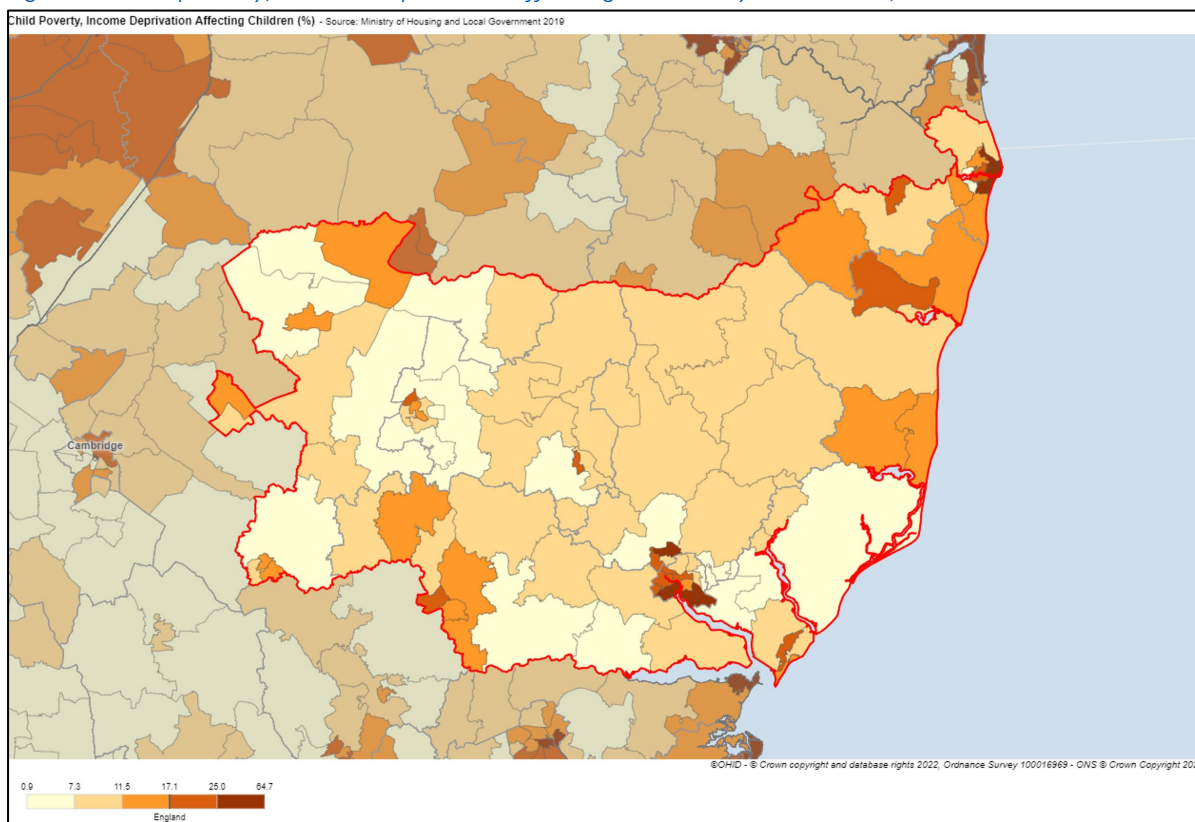 Child Poverty, Income Deprivation Affecting Children (%) - Source: Ministry of Housing and Local Government 2019
Cambridge
©OHID - © Crown copyright and database rights 2022, Ordnance Survey 100016969 - ONS © Crown Copyright
0.9 7.3 11.5 17.1 25.0 64.7
England